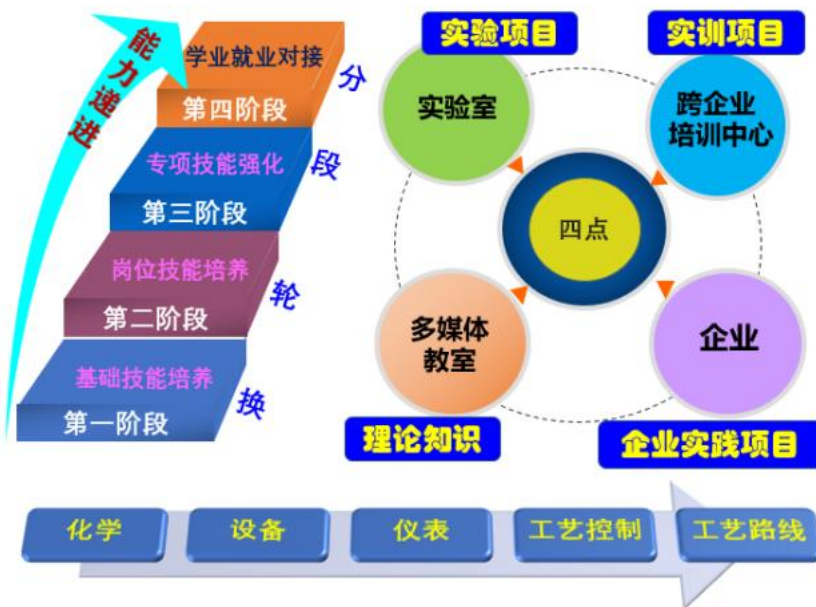 能力递进
学业就业对接
第四阶段
专项技能强化
第三阶段
岗位技能培养
第二阶段
基础技能培养
第一阶段
分段轮换
实验项目
实验室
实训项目
跨企业
培训中心
四点
多媒体
教室
理论知识
企业
企业实践项目
化学
设备
仪表
工艺控制
工艺路线